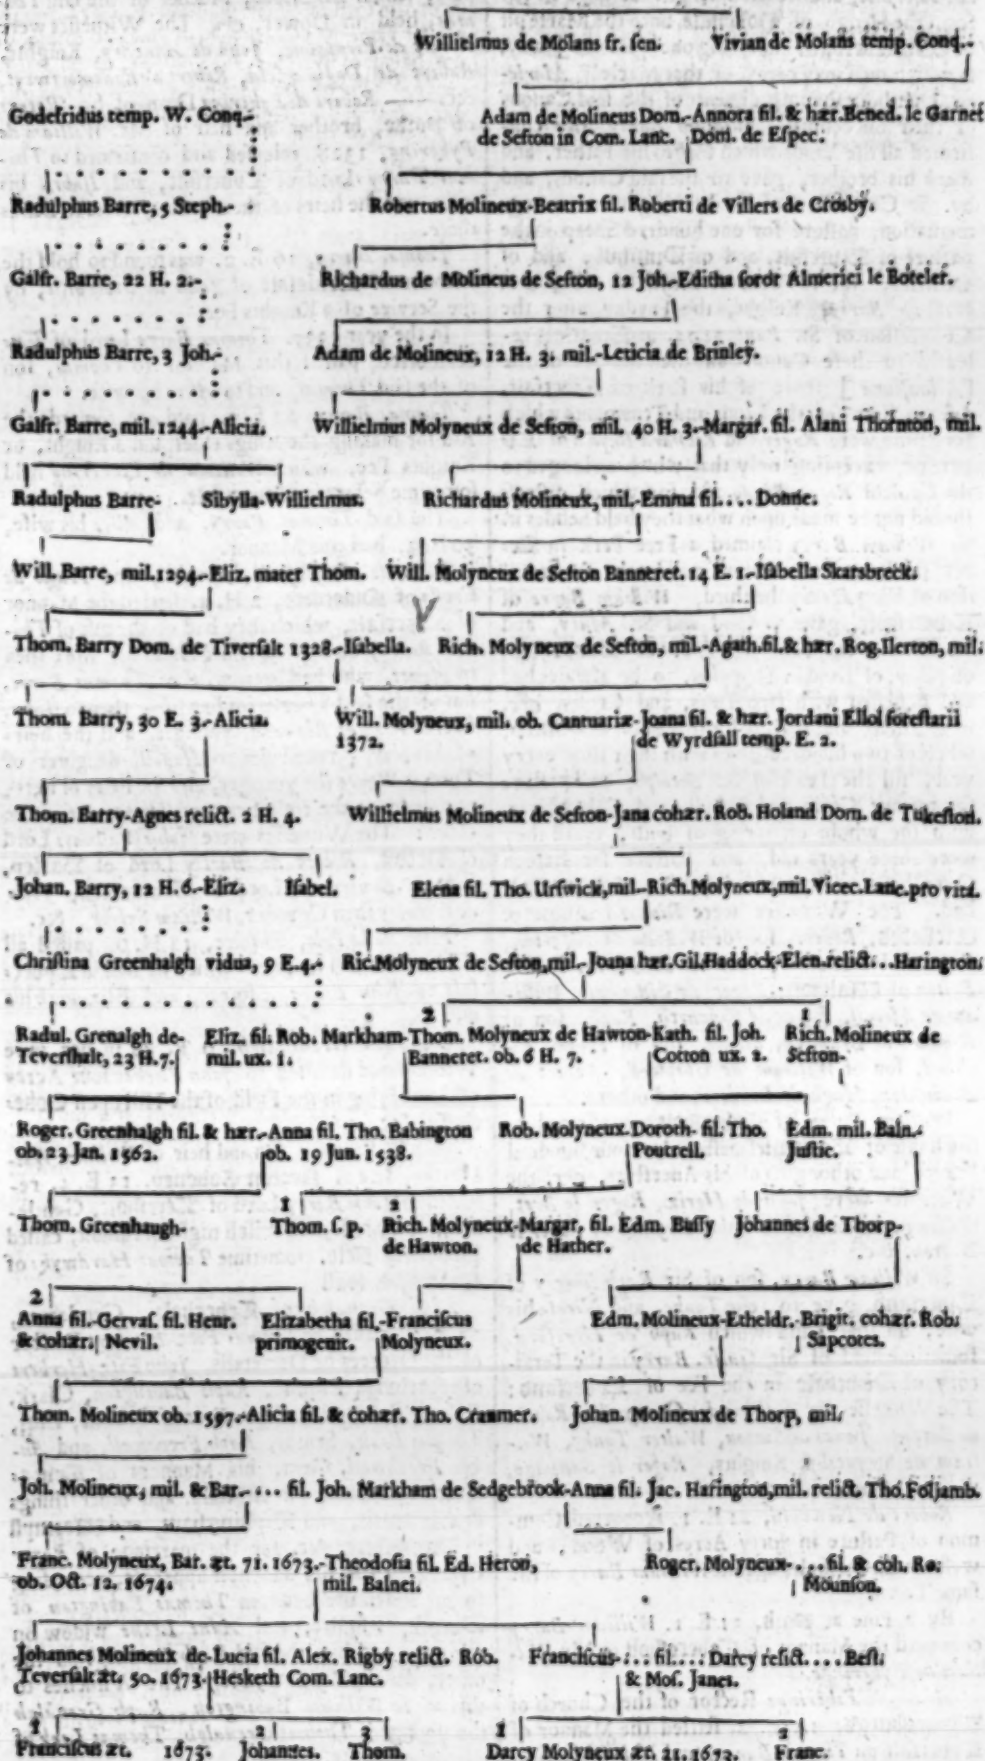 Willielmus de Molans fr. sen. Vivian de Molans temp. Conq.-
Godefridus temp. W. Conq.- Adam de Molineus Dom.-Annora fil. & hær. Bened. le Garnet
de Sefton in Com. Lanc. Dom. de Espec.
Radulphus Barre, 5 Steph.- Robertus Molineux-Beatrix fil. Roberti de Villers de Crosby.
Galfr. Barre, 22 H. 2.- Richardus de Molineus de Sefton, 12 Joh.-Editha soror Almerici le Boteler.
Radulphus Barre, 3 Joh.- Adam de Molineux, 12 H. 3. mil.-Leticia de Brinley.
Galfr. Barre, mil. 1244.-Alicia. Willielmus Molyneux de Sefton, mil. 40 H. 3.-Margar. fil. Alani Thornton, mil.
Radulphus Barre- Sibylla-Willielmus. Richardus Molineux, mil.-Emma fil.... Donne.
Will. Barre, mil. 1294.-Eliz. mater Thom. Will. Molyneux de Sefton Banneret. 14 E. 1.-Isabella Skarsbreck.
Thom. Barry Dom. de Tiversalt 1328.-Isabella. Rich. Molyneux de Sefton, mil.-Agath. fil. & hær. Rog. Ilerton, mil.
Thom. Barry, 30 E. 3.-Alicia. Will. Molyneux, mil. ob. Cantuariæ-Joana fil. & hær. Jordani Ellol forestarii
1372. de Wyrdsall temp. E. 2.
Thom. Barry-Agnes relict. 2 H. 4. Willielmus Molineux de Sefton-Jana cohær. Rob. Holand Dom. de Tukeston.
Johan. Barry, 12 H. 6.-Eliz. Isabel. Elena fil. Tho. Urswick, mil.-Rich. Molyneux, mil. Vicec. Lanc. pro vita.
Christina Greenhalgh vidua, 9 E. 4.- Ric. Molyneux de Sefton, mil.-Joana hær. Gil. Haddock-Elen. relict... Harington.
2 1
Radul. Grenalgh de- Eliz. fil. Rob. Markham-Thom. Molyneux de Hawton-Kath. fil. Joh. Rich. Molineux de
Tevershalt, 23 H. 7. mil. ux. 1. Banneret. ob. 6 H. 7. Cotton ux. 2. Sefton-
Roger. Greenhalgh fil. & hær.-Anna fil. Tho. Babington Rob. Molyneux-Doroth- fil. Tho. Edm. mil. Baln.-
ob. 23 Jan. 1562. ob. 19 Jun. 1538. Poutrell. Justic.
1 2
Thom. Greenhaugh- Thom. s. p. Rich. Molyneux-Margar. fil. Edm. Bussy Johannes de Thorp-
de Hawton. de Hather.
2
Anna fil.-Gervas. fil. Henr. Elizabetha fil.-Franciscus Edm. Molineux-Etheldr.-Brigit. cohær. Rob.
& cohær. Nevil. primogenit. Molyneux. Sapcotes.
Thom. Molineux ob. 1597.-Alicia fil. & cohær. Tho. Cranmer. Johan. Molineux de Thorp, mil.
Joh. Molineux, mil. & Bar.-... fil. Joh. Markham de Sedgebrook-Anna fil. Jac. Harington, mil. relict. Tho. Foljamb.
Franc. Molyneux, Bar. æt. 71. 1673.-Theodosia fil. Ed. Heron, Roger. Molyneux-... fil. & coh. Ro.
ob. Oct. 12. 1674. mil. Balnei. Mounson.
Johannes Molineux de-Lucia fil. Alex. Rigby relict. Rob. Franciscus-... fil.... Darcy relict.... Best.
Teversalt æt. 50. 1673. Hesketh Com. Lanc. & Mos. Janes.
1 2 3 1 2
Franciscus æt. 1673. Johannes. Thom. Darcy Molyneux æt. 21. 1673. Franc.